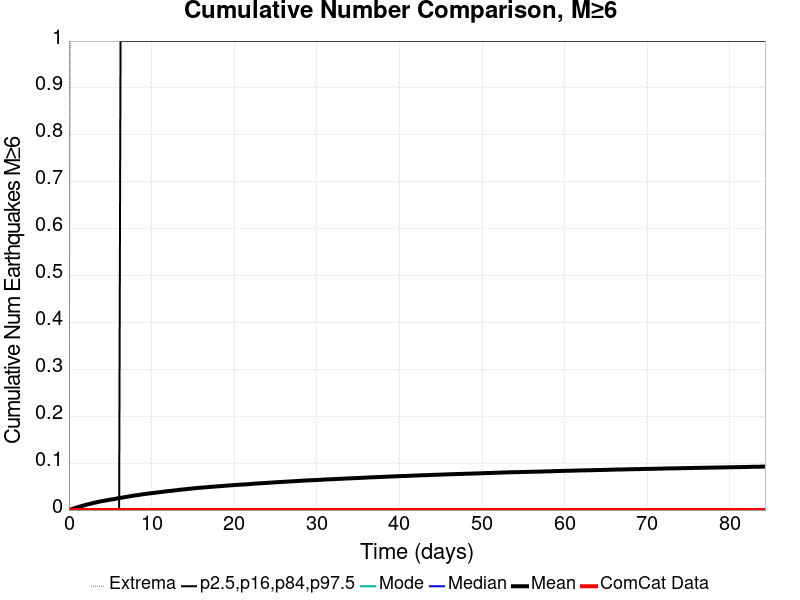 Cumulative Number Comparison, M≥6
Cumulative Num Earthquakes M≥6
1
0.9
0.8
0.7
0.6
0.5
0.4
0.3
0.2
0.1
0
0 10 20 30 40 50 60 70 80
Time (days)
Extrema p2.5,p16,p84,p97.5 Mode Median Mean ComCat Data